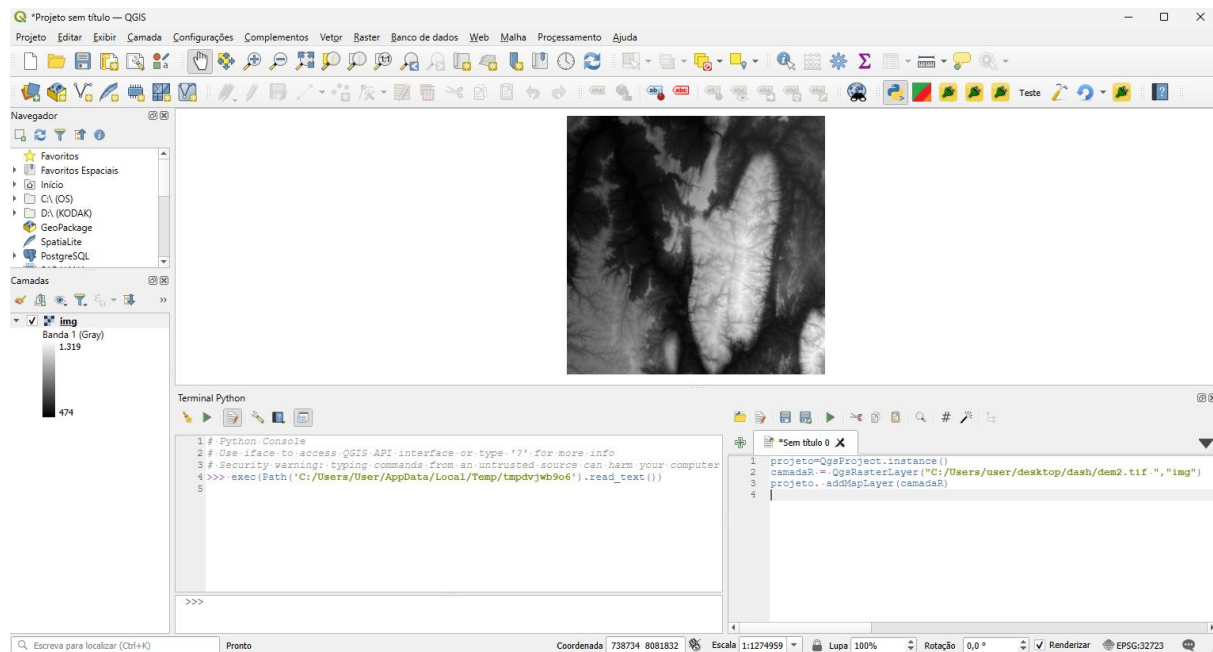 *Projeto sem título — QGIS
Projeto Editar Exibir Camada Configurações Complementos Vetor Raster Banco de dados Web Malha Processamento Ajuda
Teste
Navegador
Favoritos
Favoritos Espaciais
Início
C:\ (OS)
D:\ (KODAK)
GeoPackage
SpatiaLite
PostgreSQL
Camadas
img
Banda 1 (Gray)
1.319
474
Terminal Python
1 # Python Console
2 # Use iface to access QGIS API interface or type '?' for more info
3 # Security warning: typing commands from an untrusted source can harm your computer
4 >>> exec(Path('C:/Users/User/AppData/Local/Temp/tmpdvjwb9o6').read_text())
5
>>>
*Sem título 0
1 projeto=QgsProject.instance()
2 camadaR = QgsRasterLayer("C:/Users/user/desktop/dash/dem2.tif ","img")
3 projeto. addMapLayer(camadaR)
4
Escreva para localizar (Ctrl+K) Pronto Coordenada 738734 8081832 Escala 1:1274959 Lupa 100% Rotação 0,0 ° Renderizar EPSG:32723